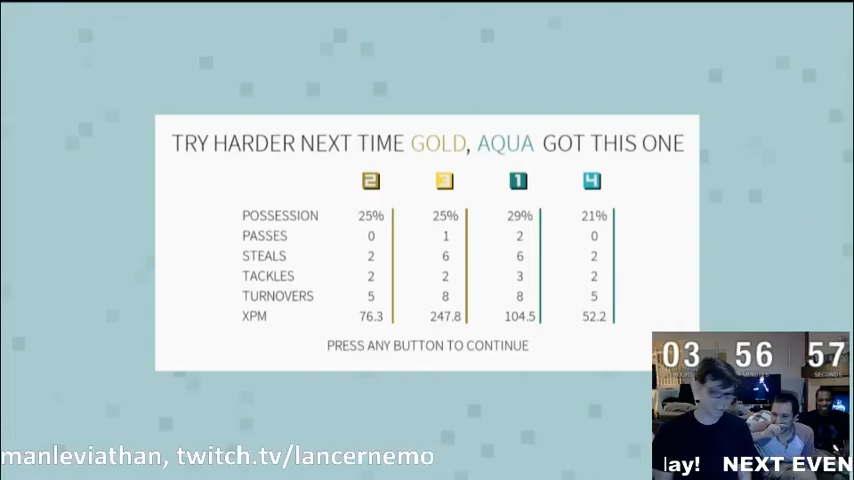 TRY HARDER NEXT TIME GOLD, AQUA GOT THIS ONE
2 3 1 4
POSSESSION 25% 25% 29% 21%
PASSES 0 1 2 0
STEALS 2 6 6 2
TACKLES 2 2 3 2
TURNOVERS 5 8 8 5
XPM 76.3 247.8 104.5 52.2
PRESS ANY BUTTON TO CONTINUE
03 56 57
manleviathan, twitch.tv/lancernemo
lay! NEXT EVEN